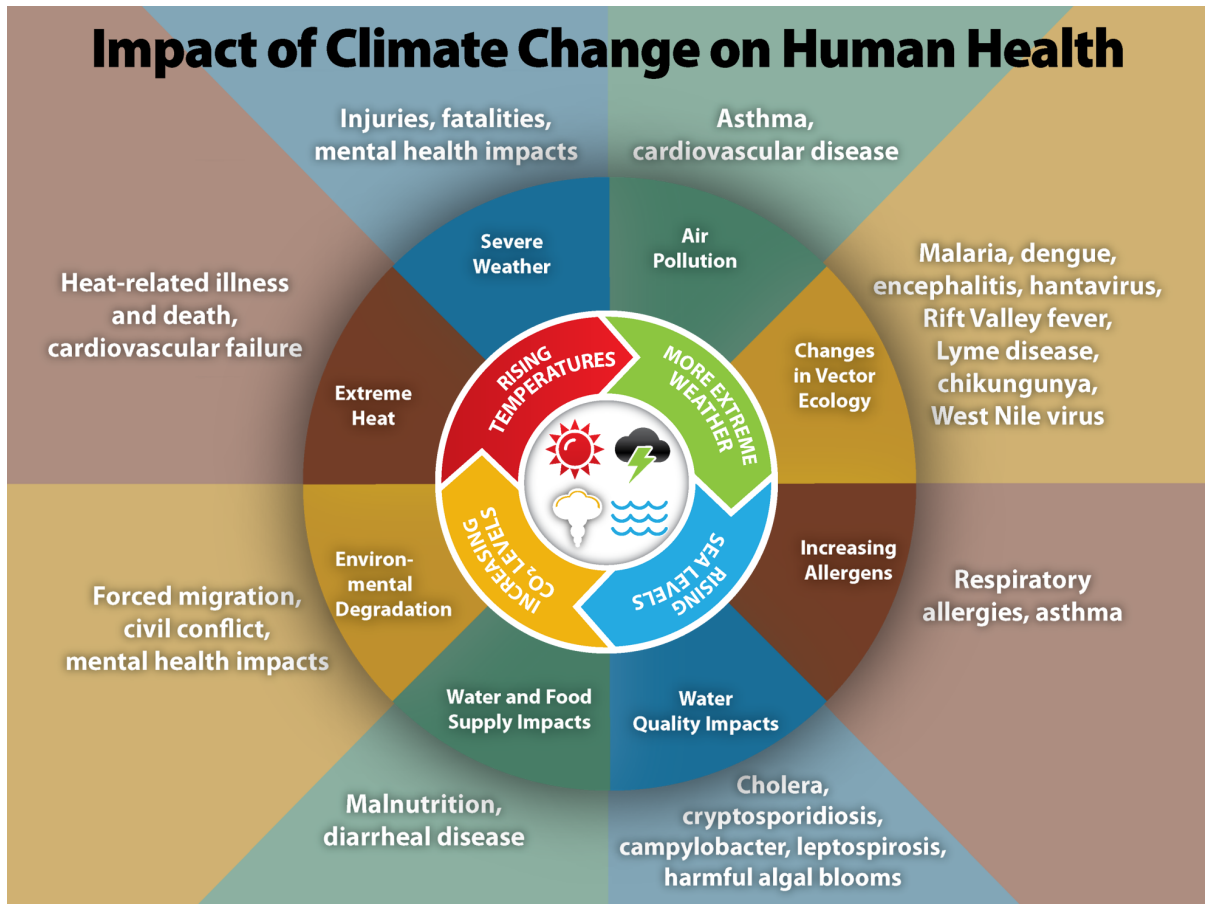 Impact of Climate Change on Human Health
Injuries, fatalities,
mental health impacts
Asthma,
cardiovascular disease
Severe
Weather
Air
Pollution
Heat-related illness
and death,
cardiovascular failure
Extreme
Heat
Malaria, dengue,
encephalitis, hantavirus,
Rift Valley fever,
Lyme disease,
chikungunya,
West Nile virus
Changes
in Vector
Ecology
RISING
TEMPERATURES
MORE EXTREME
WEATHER
RISING
SEA LEVELS
INCREASING
CO₂ LEVELS
Environ-
mental
Degradation
Forced migration,
civil conflict,
mental health impacts
Increasing
Allergens
Respiratory
allergies, asthma
Water and Food
Supply Impacts
Water
Quality Impacts
Malnutrition,
diarrheal disease
Cholera,
cryptosporidiosis,
campylobacter, leptospirosis,
harmful algal blooms